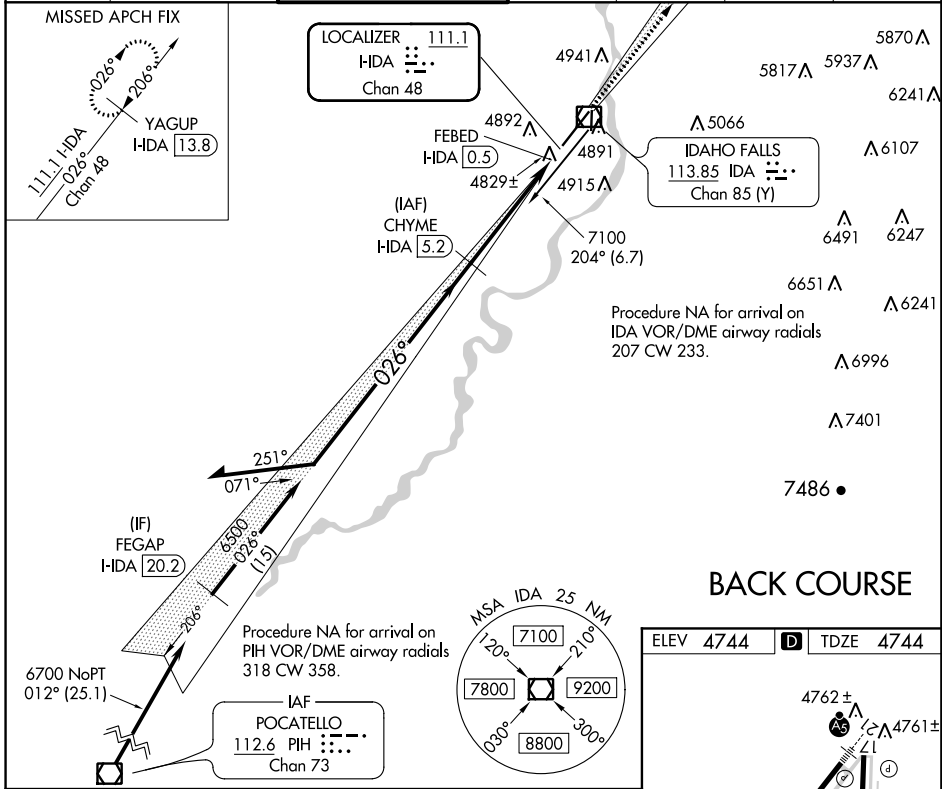 MISSED APCH FIX
026°
206°
YAGUP
I-IDA 13.8
111.1 I-IDA
026°
Chan 48
LOCALIZER 111.1
I-IDA
Chan 48
4941
5870
5817
5937
6241
4892
FEBED
I-IDA 0.5
4829±
4891
4915
5066
IDAHO FALLS
113.85 IDA
Chan 85 (Y)
6107
(IAF)
CHYME
I-IDA 5.2
7100
204° (6.7)
6491
6247
6651
6241
Procedure NA for arrival on
IDA VOR/DME airway radials
207 CW 233.
026°
6996
7401
251°
071°
7486
(IF)
FEGAP
I-IDA 20.2
6500
026°
(15)
BACK COURSE
206°
Procedure NA for arrival on
PIH VOR/DME airway radials
318 CW 358.
6700 NoPT
012° (25.1)
IAF
POCATELLO
112.6 PIH
Chan 73
MSA IDA 25 NM
120°
7100
210°
7800
9200
030°
8800
300°
ELEV 4744 D TDZE 4744
4762±
A5
4761±
21
17
P
P